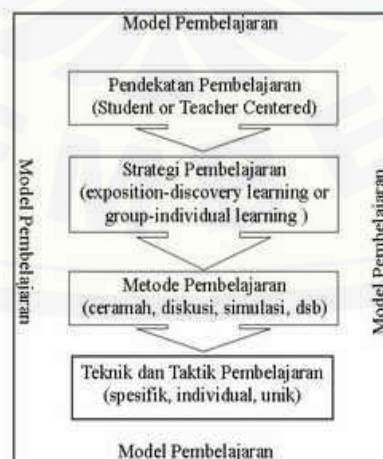 Model Pembelajaran
Pendekatan Pembelajaran
(Student or Teacher Centered)
Strategi Pembelajaran
(exposition-discovery learning or
group-individual learning )
Metode Pembelajaran
(ceramah, diskusi, simulasi, dsb)
Teknik dan Taktik Pembelajaran
(spesifik, individual, unik)
Model Pembelajaran
Model Pembelajaran
Model Pembelajaran